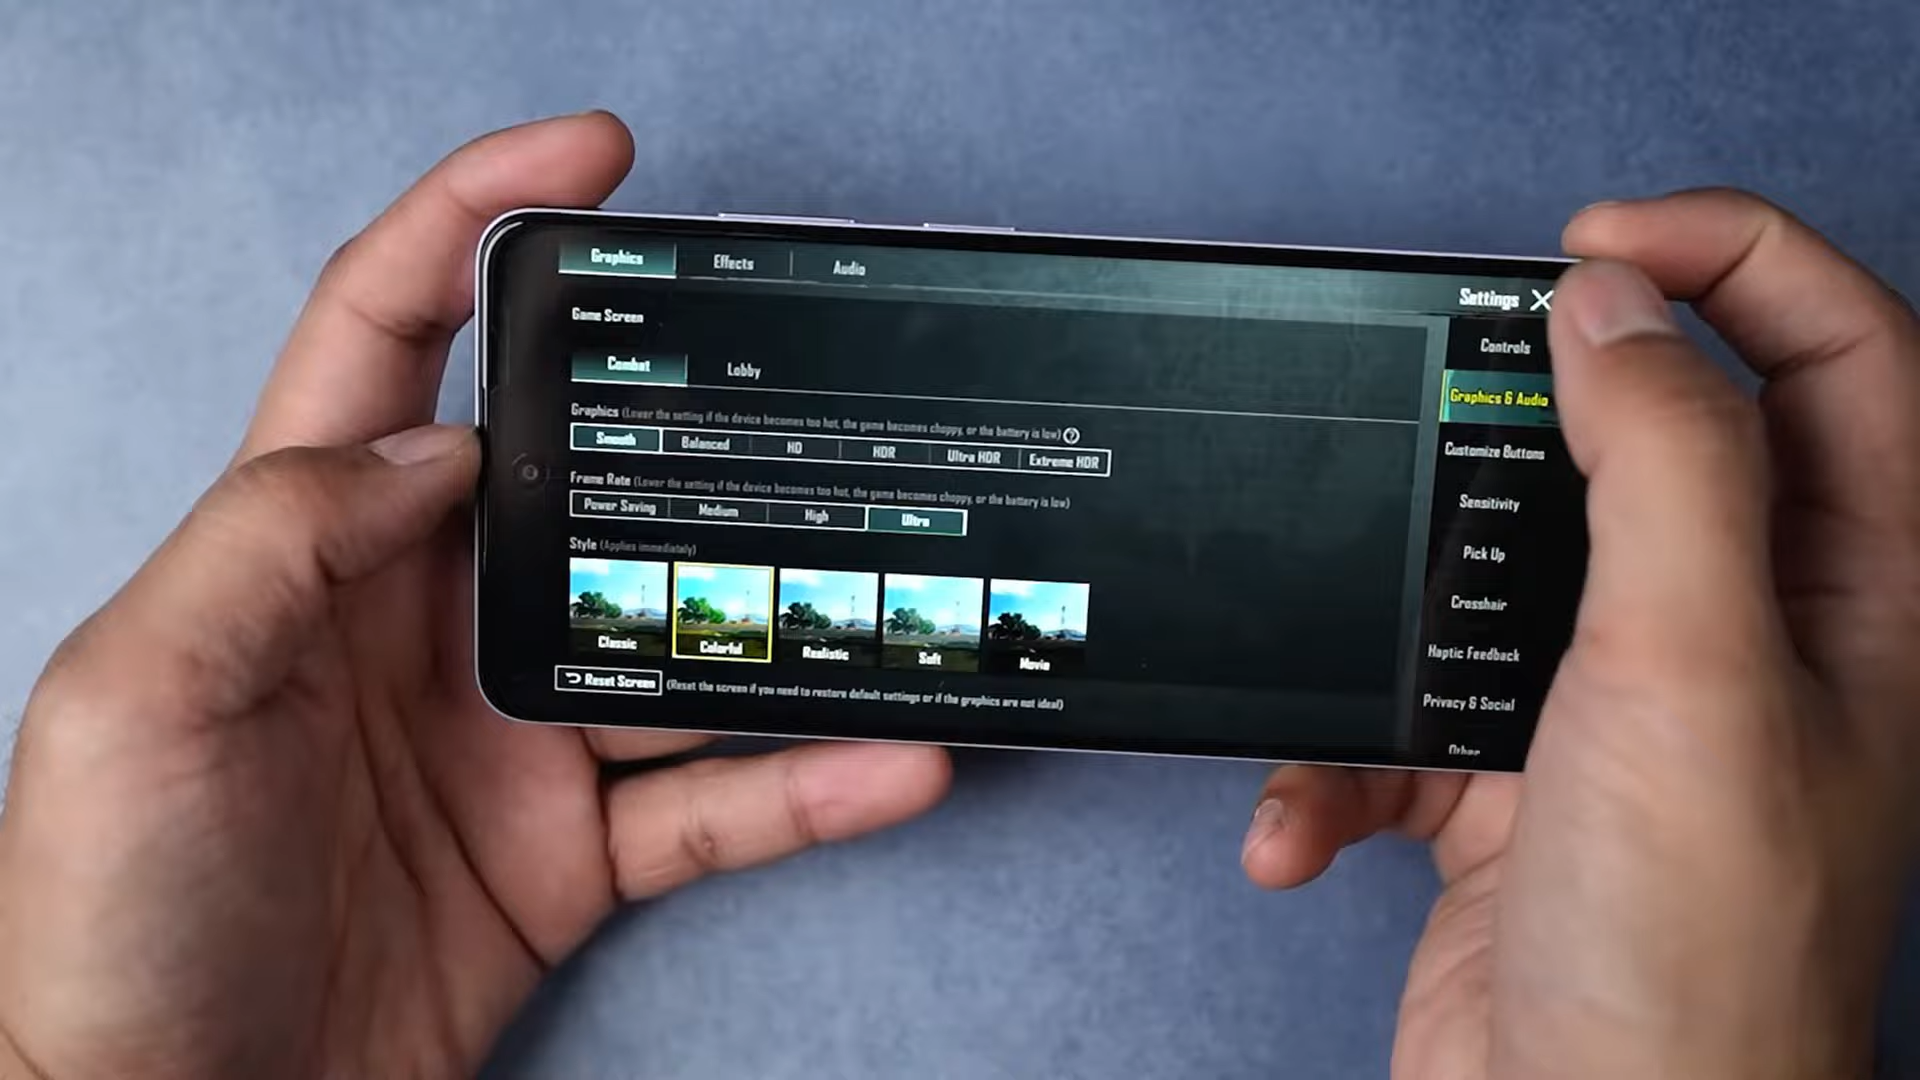 Graphics Effects Audio
Settings
Game Screen
Combat Lobby
Graphics (Lower the setting if the device becomes too hot, the game becomes choppy, or the battery is low)
Smooth Balanced HD HDR Ultra HDR Extreme HDR
Frame Rate (Lower the setting if the device becomes too hot, the game becomes choppy, or the battery is low)
Power Saving Medium High Ultra
Style (Applies immediately)
Classic Colorful Realistic Soft Movie
Reset Screen (Reset the screen if you need to restore default settings or if the graphics are not ideal)
Controls
Graphics & Audio
Customize Buttons
Sensitivity
Pick Up
Crosshair
Haptic Feedback
Privacy & Social
Other